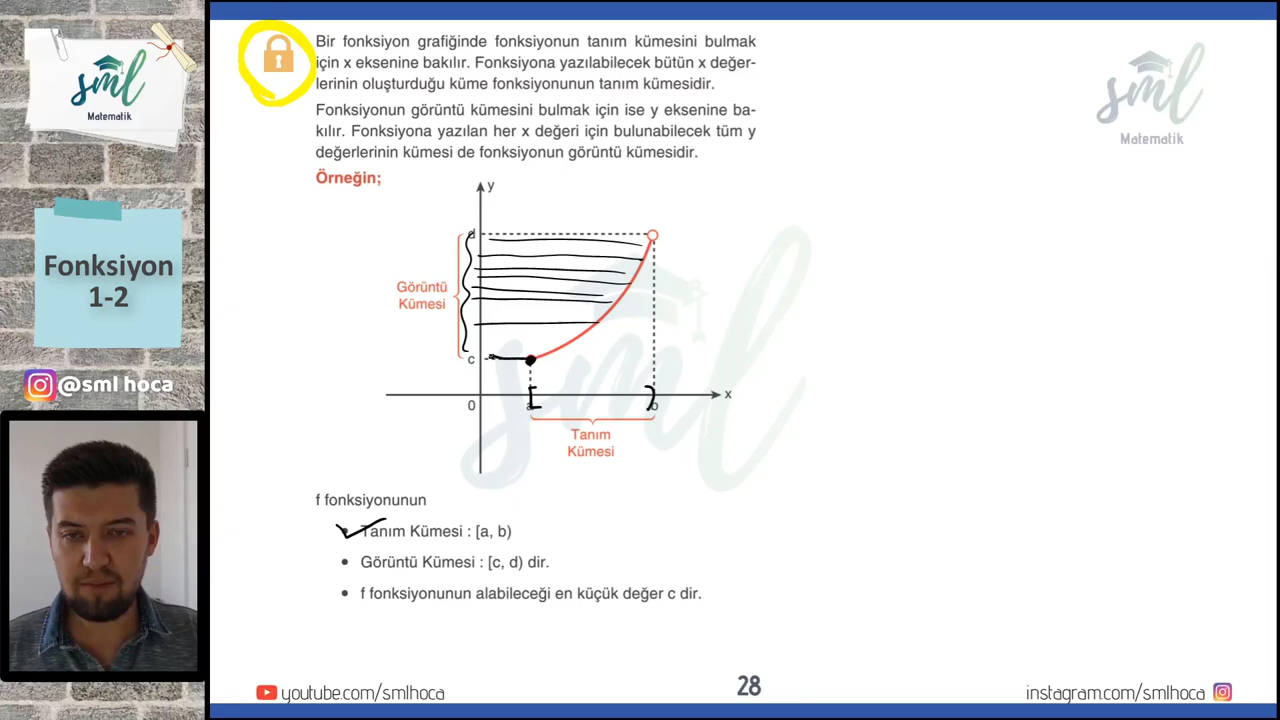 sml
Matematik
Fonksiyon
1-2
@sml hoca
Bir fonksiyon grafiğinde fonksiyonun tanım kümesini bulmak
için x eksenine bakılır. Fonksiyona yazılabilecek bütün x değer-
lerinin oluşturduğu küme fonksiyonunun tanım kümesidir.
Fonksiyonun görüntü kümesini bulmak için ise y eksenine ba-
kılır. Fonksiyona yazılan her x değeri için bulunabilecek tüm y
değerlerinin kümesi de fonksiyonun görüntü kümesidir.
Örneğin;
y
d
Görüntü
Kümesi
c
0
a
b
x
Tanım
Kümesi
sml
f fonksiyonunun
• Tanım Kümesi : [a, b)
• Görüntü Kümesi : [c, d) dir.
• f fonksiyonunun alabileceği en küçük değer c dir.
sml
Matematik
youtube.com/smlhoca
28
instagram.com/smlhoca